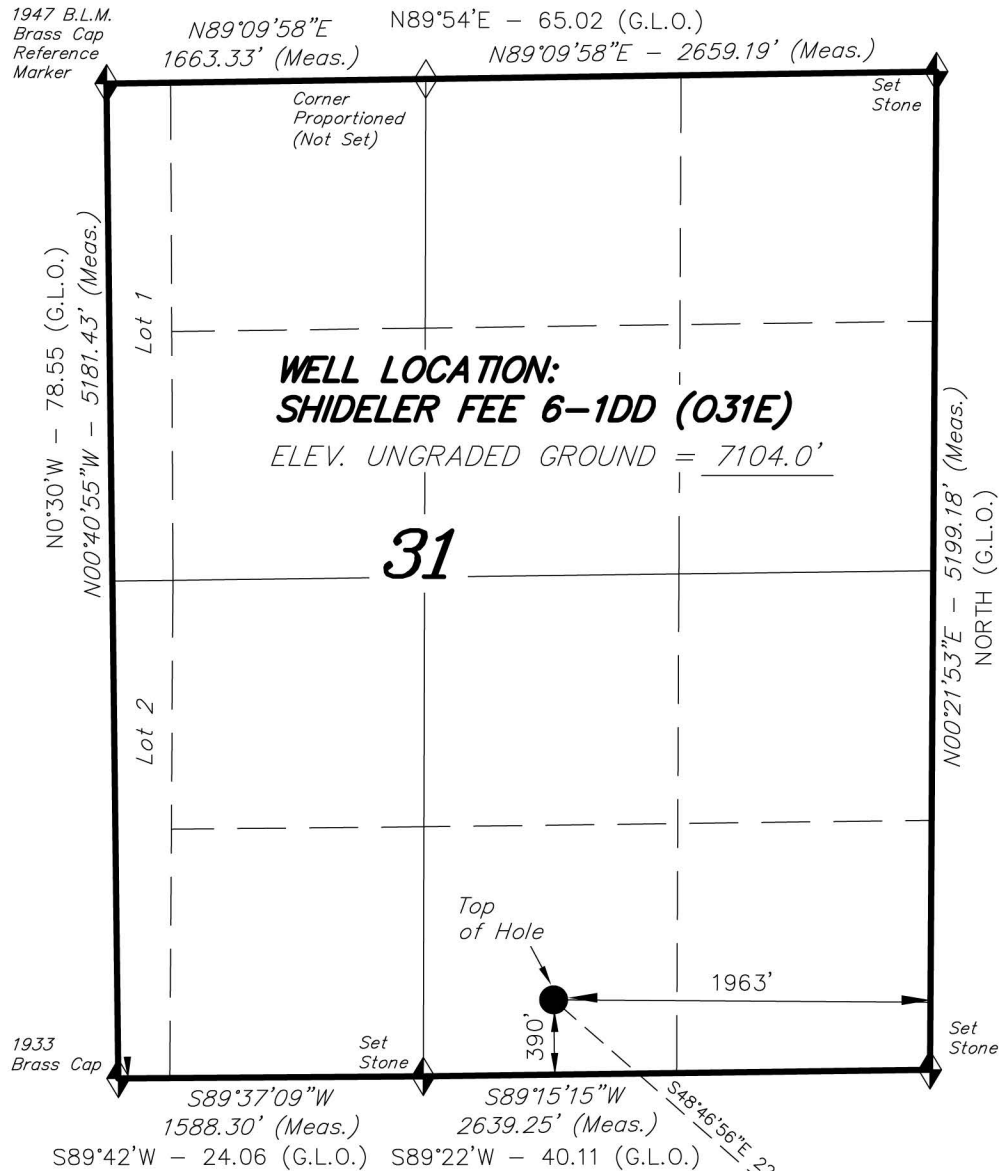 1947 B.L.M.
Brass Cap
Reference
Marker
N89°54'E – 65.02 (G.L.O.)
N89°09'58"E
1663.33' (Meas.)
N89°09'58"E – 2659.19' (Meas.)
Corner
Proportioned
(Not Set)
Set
Stone
N0°30'W – 78.55 (G.L.O.)
N00°40'55"W – 5181.43' (Meas.)
Lot 1
WELL LOCATION:
SHIDELER FEE 6–1DD (O31E)
ELEV. UNGRADED GROUND = 7104.0'
31
N00°21'53"E – 5199.18' (Meas.)
NORTH (G.L.O.)
Lot 2
Top
of Hole
1963'
390'
1933
Brass Cap
Set
Stone
Set
Stone
S89°37'09"W
1588.30' (Meas.)
S89°42'W – 24.06 (G.L.O.)
S89°15'15"W
2639.25' (Meas.)
S89°22'W – 40.11 (G.L.O.)
S48°46'56"E